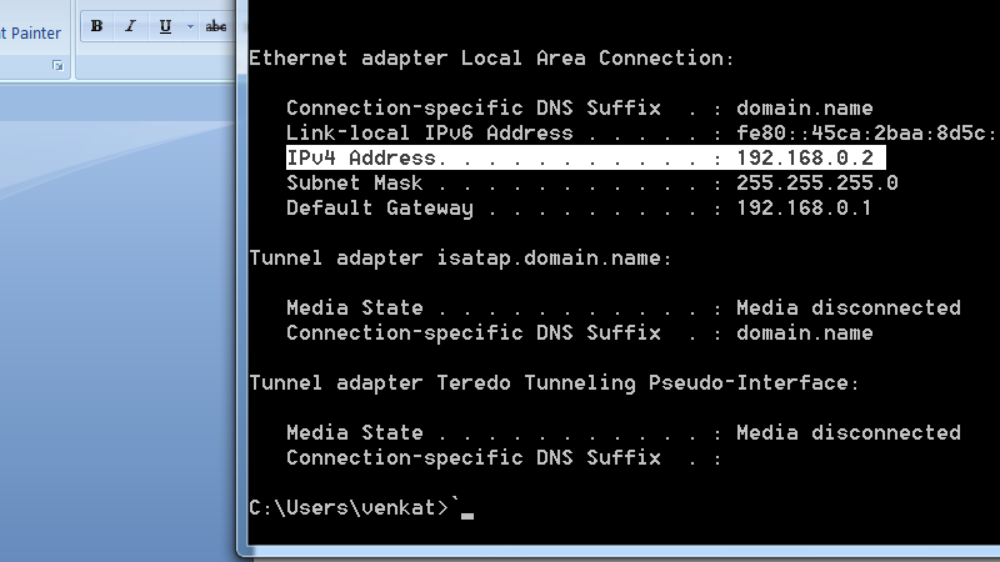 t Painter
B I U abc
Ethernet adapter Local Area Connection:
Connection-specific DNS Suffix . : domain.name
Link-local IPv6 Address . . . . . : fe80::45ca:2baa:8d5c:
IPv4 Address. . . . . . . . . . . : 192.168.0.2
Subnet Mask . . . . . . . . . . . : 255.255.255.0
Default Gateway . . . . . . . . . : 192.168.0.1
Tunnel adapter isatap.domain.name:
Media State . . . . . . . . . . . : Media disconnected
Connection-specific DNS Suffix . : domain.name
Tunnel adapter Teredo Tunneling Pseudo-Interface:
Media State . . . . . . . . . . . : Media disconnected
Connection-specific DNS Suffix . :
C:\Users\venkat>`_